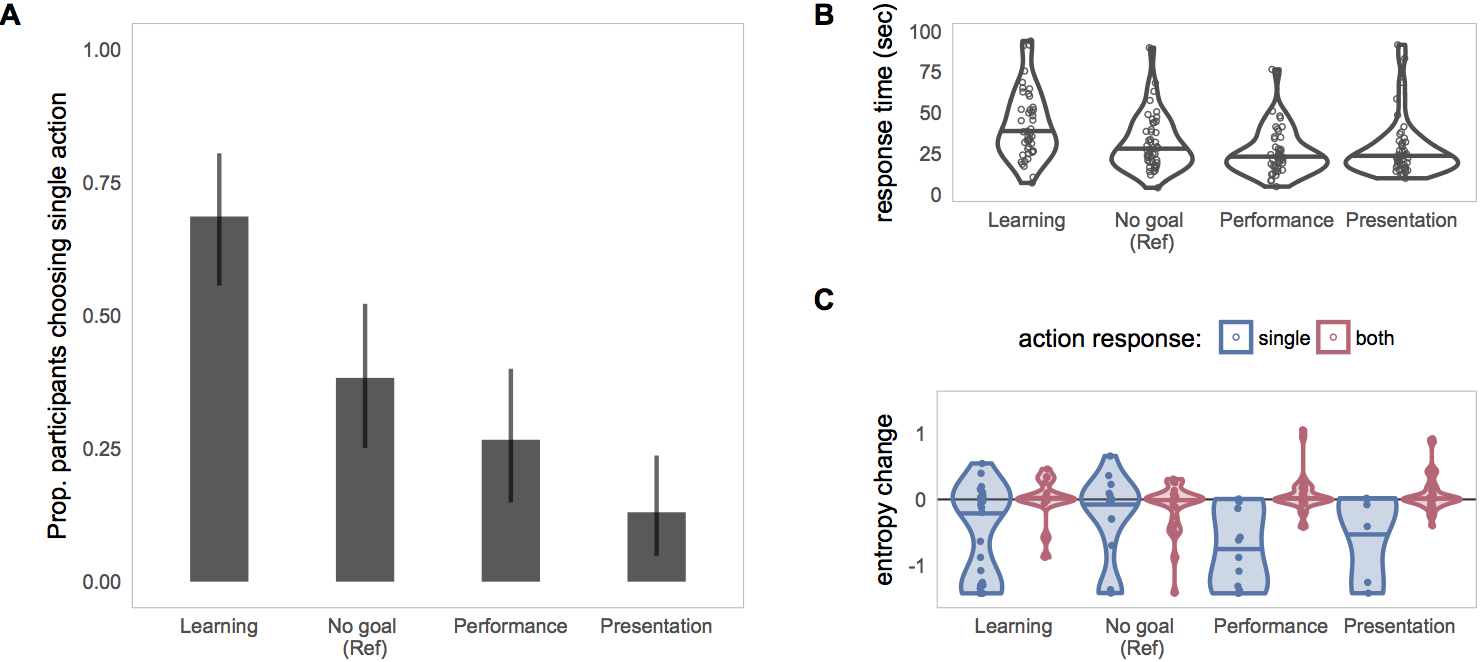 A
Prop. participants choosing single action
1.00
0.75
0.50
0.25
0.00
Learning
No goal
(Ref)
Performance
Presentation
B
response time (sec)
100
75
50
25
0
Learning
No goal
(Ref)
Performance
Presentation
C
action response: single both
entropy change
1
0
-1
Learning
No goal
(Ref)
Performance
Presentation